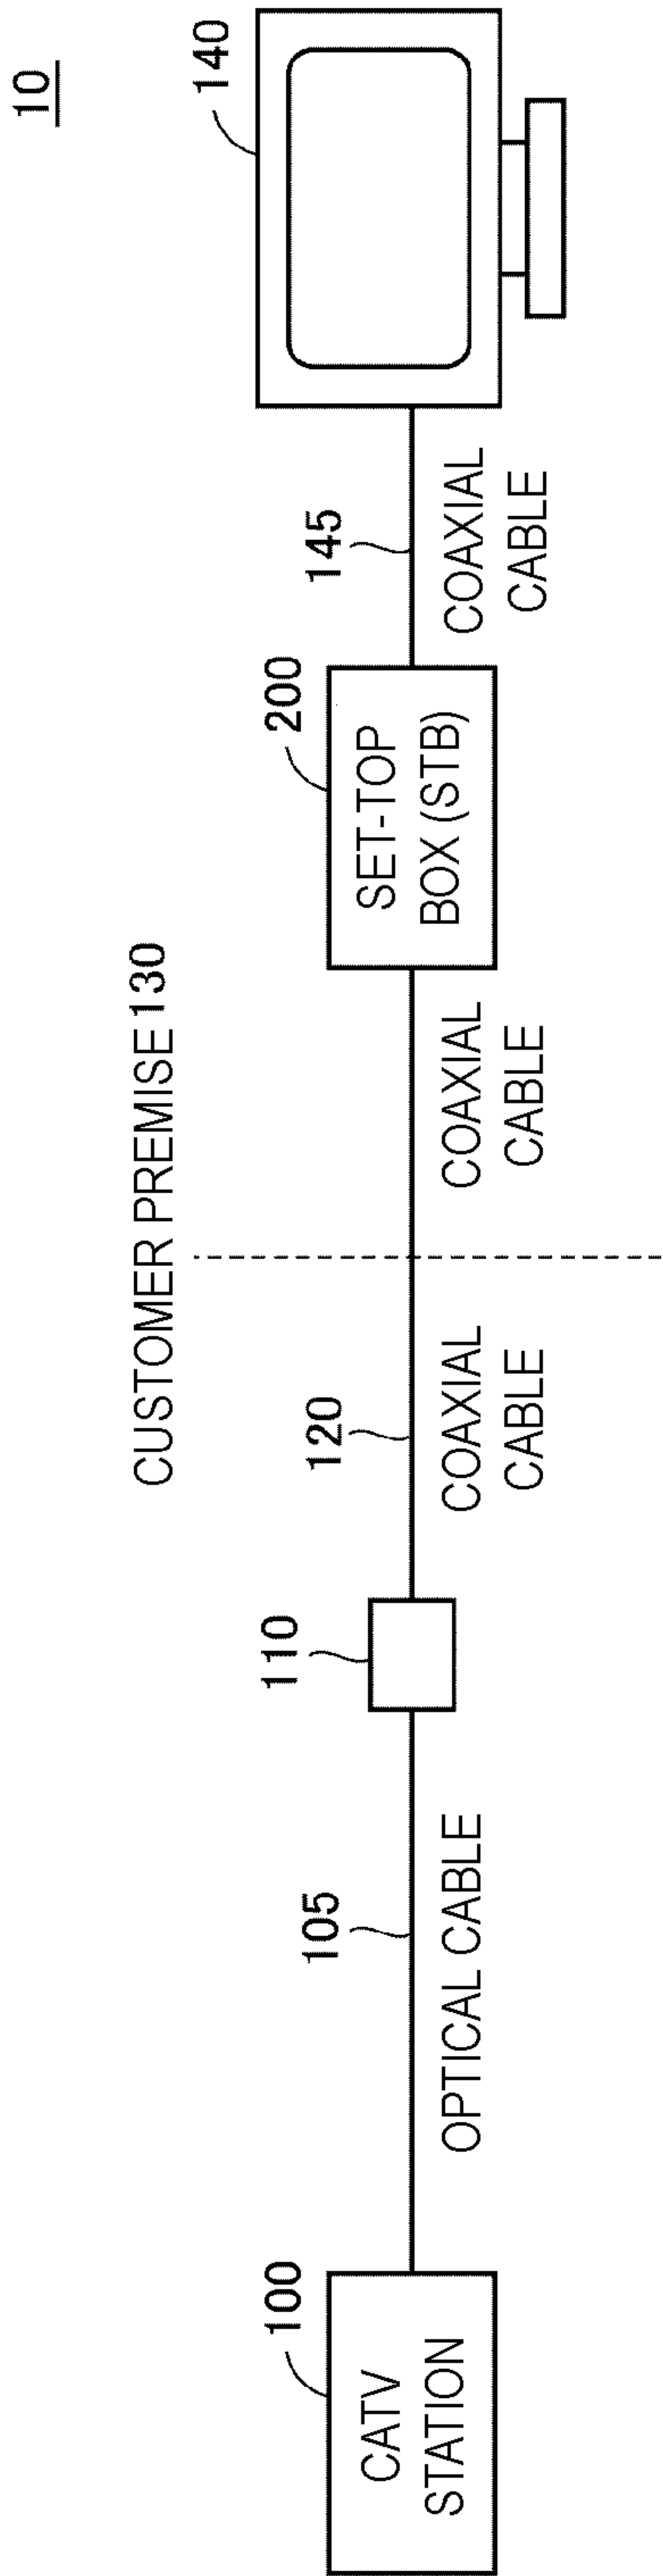 10
CUSTOMER PREMISE 130
100
CATV
STATION
105
OPTICAL CABLE
110
120
COAXIAL
CABLE
COAXIAL
CABLE
200
SET-TOP
BOX (STB)
145
COAXIAL
CABLE
140